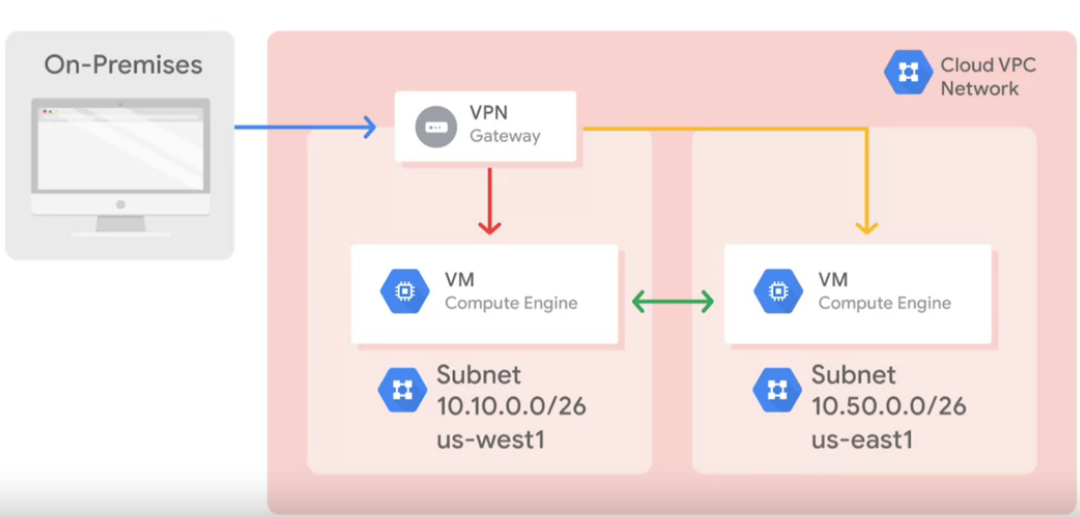 On-Premises
Cloud VPC
Network
VPN
Gateway
VM
Compute Engine
VM
Compute Engine
Subnet
10.10.0.0/26
us-west1
Subnet
10.50.0.0/26
us-east1